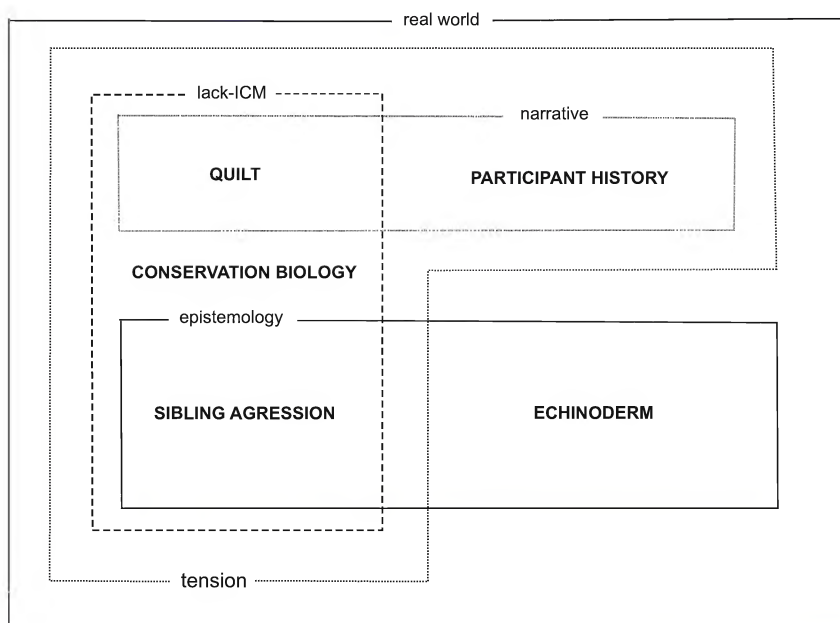 real world
lack-ICM
narrative
QUILT
PARTICIPANT HISTORY
CONSERVATION BIOLOGY
epistemology
SIBLING AGRESSION
ECHINODERM
tension